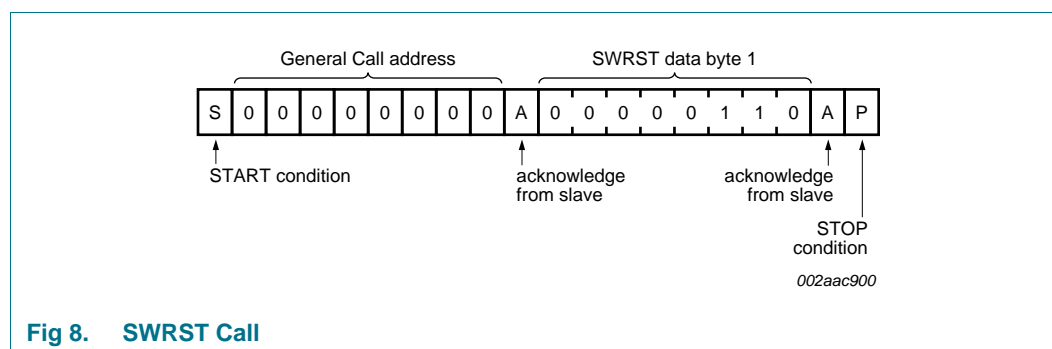 General Call address SWRST data byte 1
S 0 0 0 0 0 0 0 0 A 0 0 0 0 0 1 1 0 A P
START condition acknowledge from slave acknowledge from slave
STOP condition
002aac900
Fig 8. SWRST Call